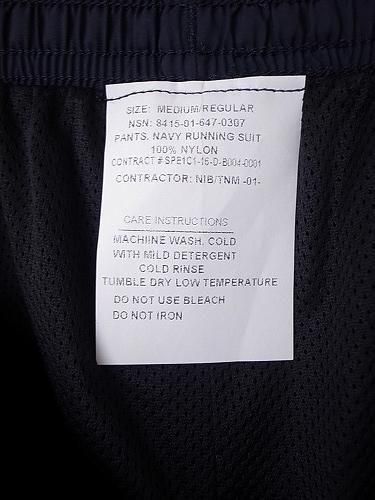 SIZE: MEDIUM/REGULAR
NSN: 8415-01-647-0307
PANTS, NAVY RUNNING SUIT
100% NYLON
CONTRACT # SPE1C1-16-D-B004-0001
CONTRACTOR: NIB/TNM -01-
CARE INSTRUCTIONS
MACHIINE WASH, COLD
WITH MILD DETERGENT
COLD RINSE
TUMBLE DRY LOW TEMPERATURE
DO NOT USE BLEACH
DO NOT IRON